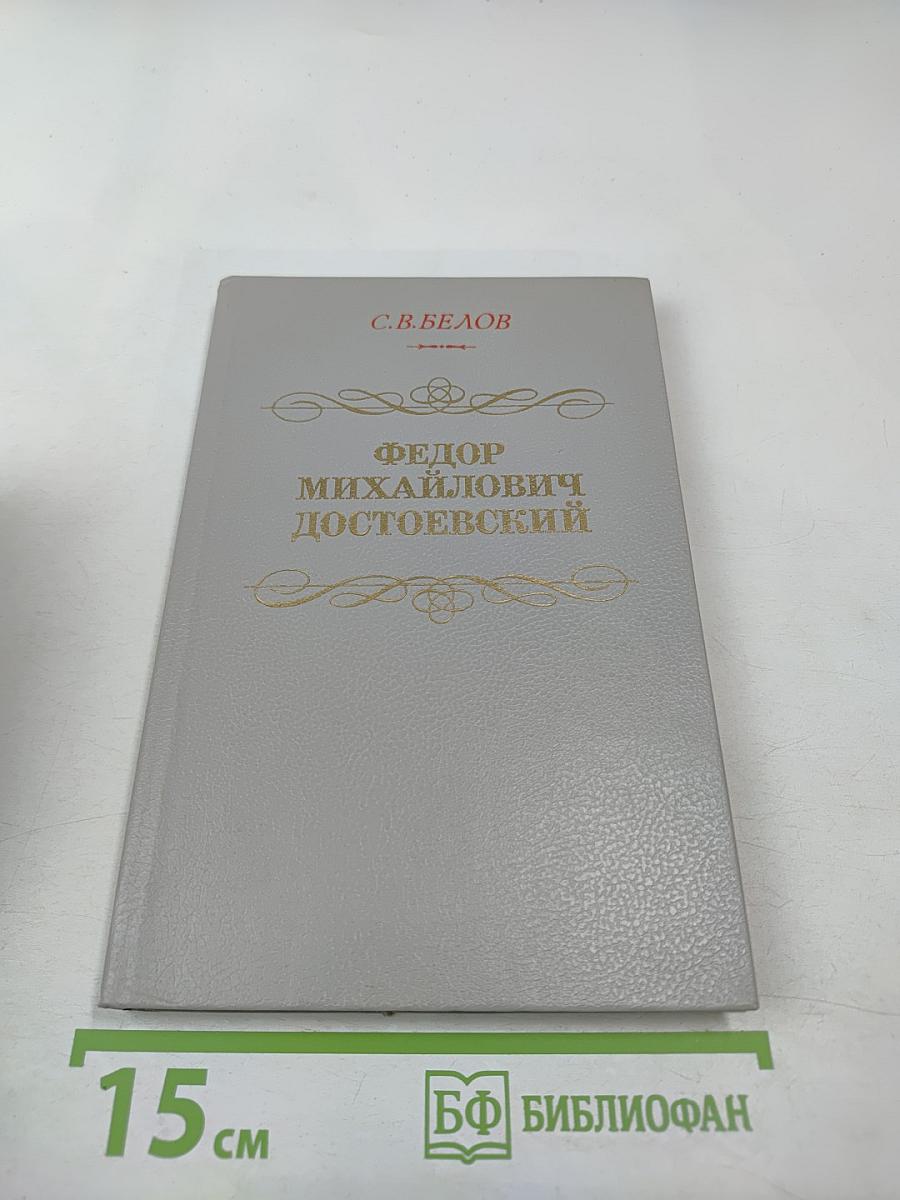 С.В.БЕЛОВ
ФЕДОР
МИХАЙЛОВИЧ
ДОСТОЕВСКИЙ
15 см
БФ БИБЛИОФАН